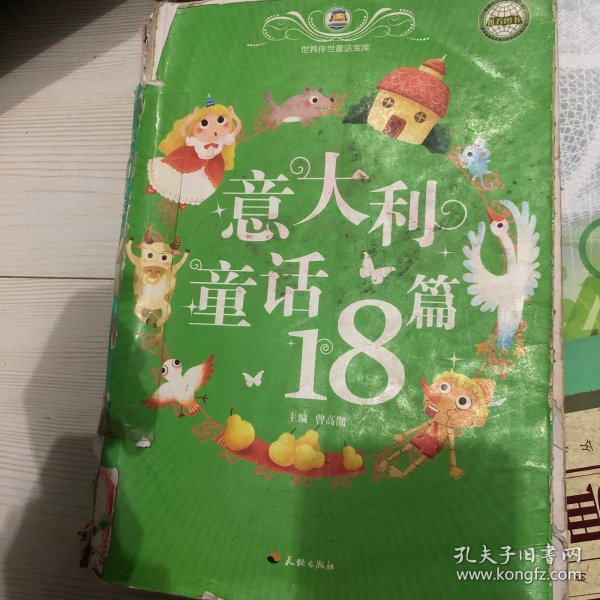 世界传世童话宝库
意大利
童话18篇
主编 曾高潮
天地出版社
丛
孔夫子旧书网
www.kongfz.com